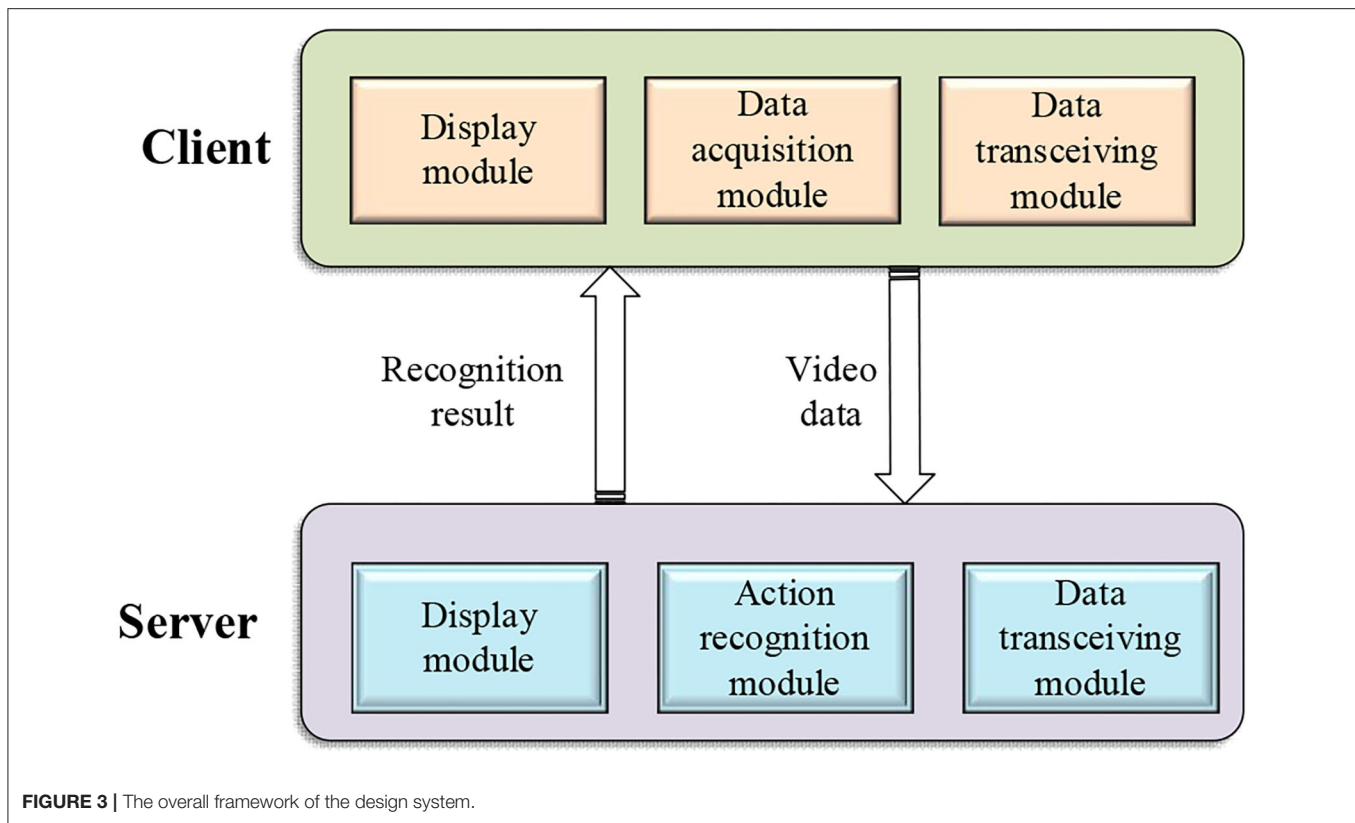 Client
Display
module
Data
acquisition
module
Data
transceiving
module
Recognition
result
Video
data
Server
Display
module
Action
recognition
module
Data
transceiving
module
FIGURE 3 | The overall framework of the design system.